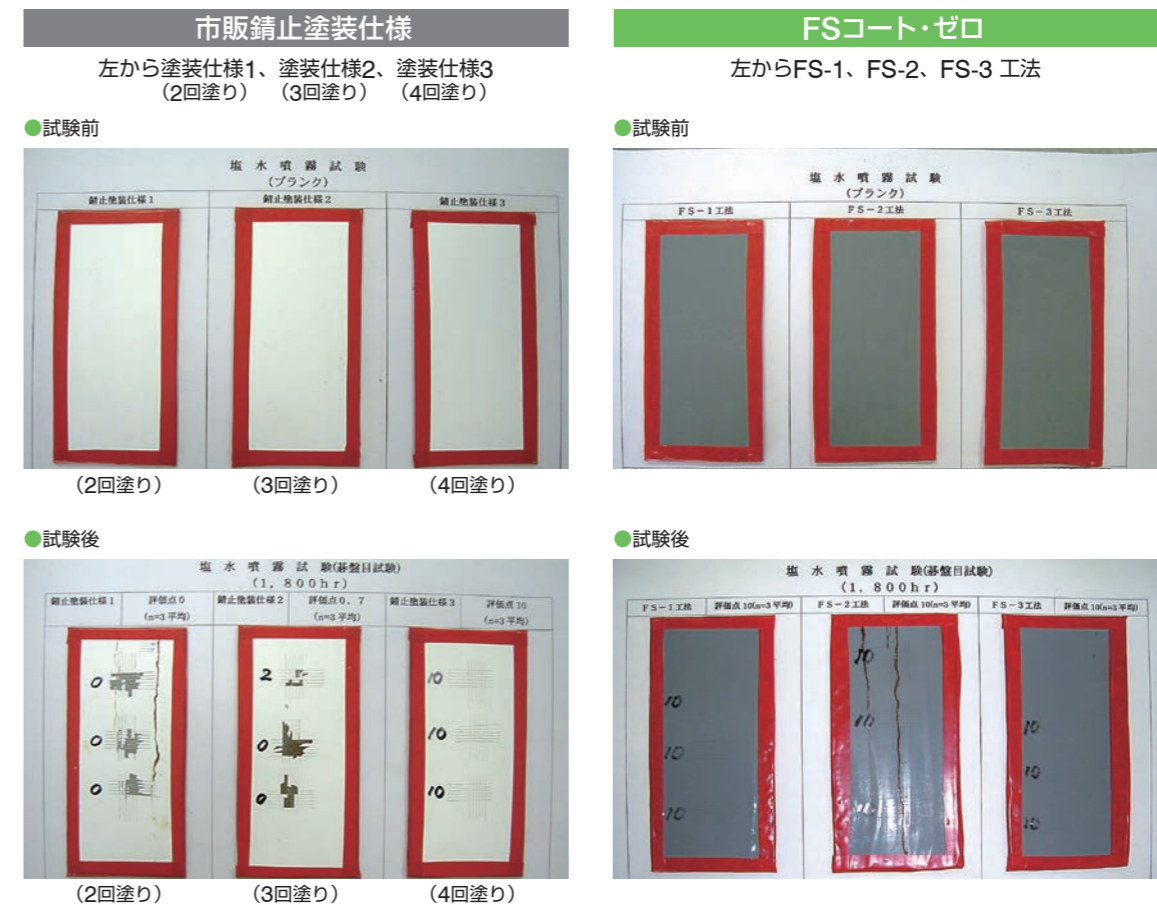 市販錆止塗装仕様
左から塗装仕様1、塗装仕様2、塗装仕様3
（2回塗り） （3回塗り） （4回塗り）
●試験前
塩水噴霧試験
(ブランク)
錆止塗装仕様1 錆止塗装仕様2 錆止塗装仕様3
（2回塗り） （3回塗り） （4回塗り）
●試験後
塩水噴霧試験(碁盤目試験)
(1,800hr)
錆止塗装仕様1 評価点0 錆止塗装仕様2 評価点0.7 錆止塗装仕様3 評価点10
(n=3平均) (n=3平均) (n=3平均)
0 2 10
0 0 10
0 0 10
（2回塗り） （3回塗り） （4回塗り）
FSコート・ゼロ
左からFS-1、FS-2、FS-3 工法
●試験前
塩水噴霧試験
(ブランク)
FS-1工法 FS-2工法 FS-3工法
●試験後
塩水噴霧試験(碁盤目試験)
(1,800hr)
FS-1工法 評価点10(n=3平均) FS-2工法 評価点10(n=3平均) FS-3工法 評価点10(n=3平均)
10 10 10
10 10 10
10 10 10